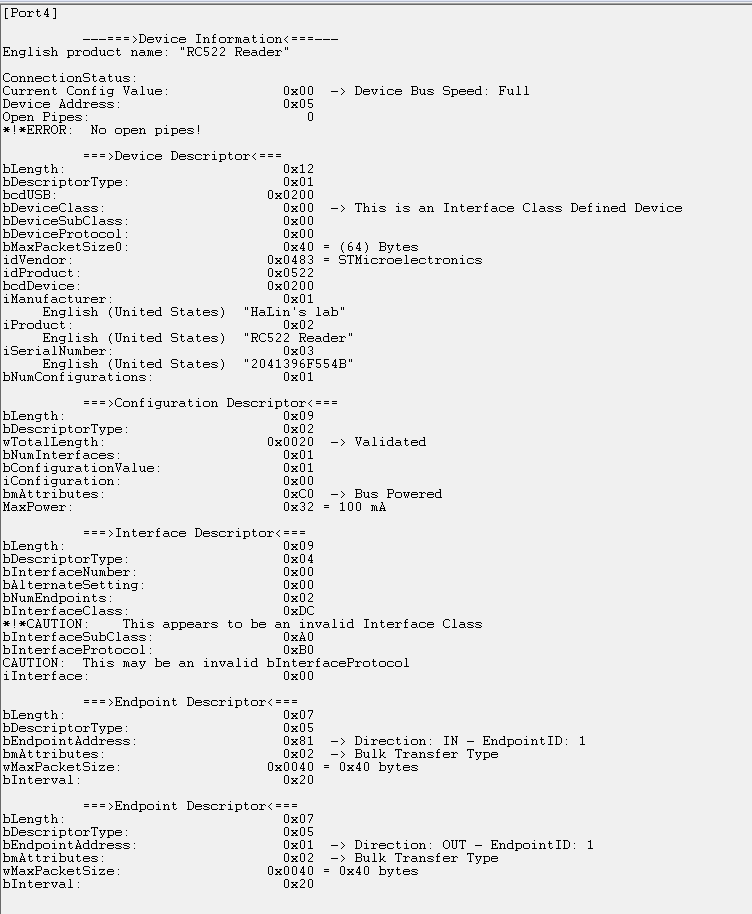 [Port4]
---===>Device Information<===---
English product name: "RC522 Reader"
ConnectionStatus:
Current Config Value: 0x00 -> Device Bus Speed: Full
Device Address: 0x05
Open Pipes: 0
*!*ERROR: No open pipes!
===>Device Descriptor<===
bLength: 0x12
bDescriptorType: 0x01
bcdUSB: 0x0200
bDeviceClass: 0x00 -> This is an Interface Class Defined Device
bDeviceSubClass: 0x00
bDeviceProtocol: 0x00
bMaxPacketSize0: 0x40 = (64) Bytes
idVendor: 0x0483 = STMicroelectronics
idProduct: 0x0522
bcdDevice: 0x0200
iManufacturer: 0x01
English (United States) "HaLin's lab"
iProduct: 0x02
English (United States) "RC522 Reader"
iSerialNumber: 0x03
English (United States) "2041396F554B"
bNumConfigurations: 0x01
===>Configuration Descriptor<===
bLength: 0x09
bDescriptorType: 0x02
wTotalLength: 0x0020 -> Validated
bNumInterfaces: 0x01
bConfigurationValue: 0x01
iConfiguration: 0x00
bmAttributes: 0xC0 -> Bus Powered
MaxPower: 0x32 = 100 mA
===>Interface Descriptor<===
bLength: 0x09
bDescriptorType: 0x04
bInterfaceNumber: 0x00
bAlternateSetting: 0x00
bNumEndpoints: 0x02
bInterfaceClass: 0xDC
*!*CAUTION: This appears to be an invalid Interface Class
bInterfaceSubClass: 0xA0
bInterfaceProtocol: 0xB0
CAUTION: This may be an invalid bInterfaceProtocol
iInterface: 0x00
===>Endpoint Descriptor<===
bLength: 0x07
bDescriptorType: 0x05
bEndpointAddress: 0x81 -> Direction: IN - EndpointID: 1
bmAttributes: 0x02 -> Bulk Transfer Type
wMaxPacketSize: 0x0040 = 0x40 bytes
bInterval: 0x20
===>Endpoint Descriptor<===
bLength: 0x07
bDescriptorType: 0x05
bEndpointAddress: 0x01 -> Direction: OUT - EndpointID: 1
bmAttributes: 0x02 -> Bulk Transfer Type
wMaxPacketSize: 0x0040 = 0x40 bytes
bInterval: 0x20